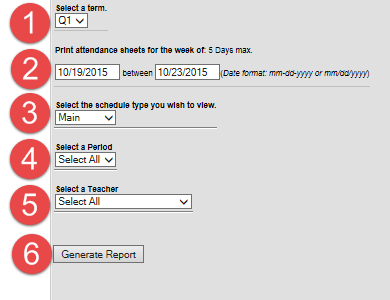 1
Select a term.
Q1
Print attendance sheets for the week of: 5 Days max.
2
10/19/2015 between 10/23/2015 (Date format: mm-dd-yyyy or mm/dd/yyyy)
3
Select the schedule type you wish to view.
Main
4
Select a Period
Select All
5
Select a Teacher
Select All
6
Generate Report